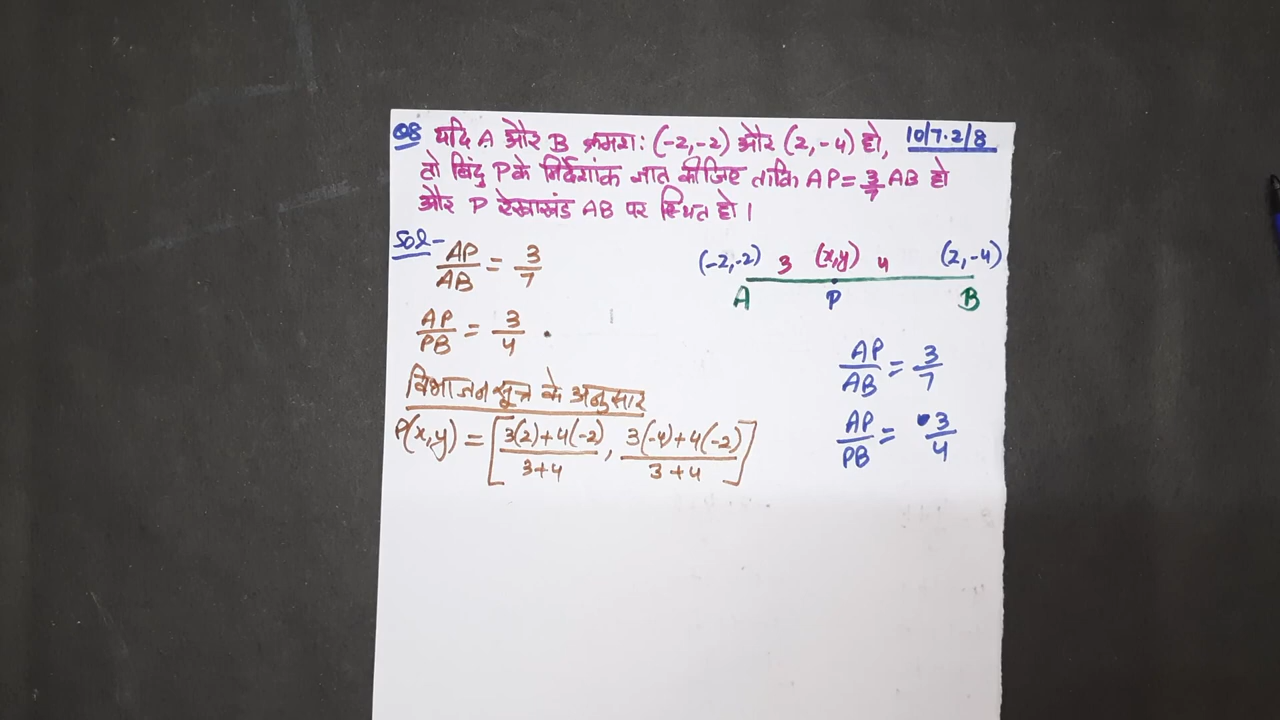 Q8 यदि A और B क्रमशः (-2,-2) और (2,-4) हो, 10/7.2/8
तो बिंदु P के निर्देशांक ज्ञात कीजिए ताकि AP = 3/7 AB हो
और P रेखाखंड AB पर स्थित हो।
Sol-
AP/AB = 3/7
AP/PB = 3/4 .
विभाजन सूत्र के अनुसार
P(x,y) = [3(2)+4(-2)/3+4, 3(-4)+4(-2)/3+4]
(-2,-2) 3 (x,y) 4 (2,-4)
A P B
AP/AB = 3/7
AP/PB = 3/4